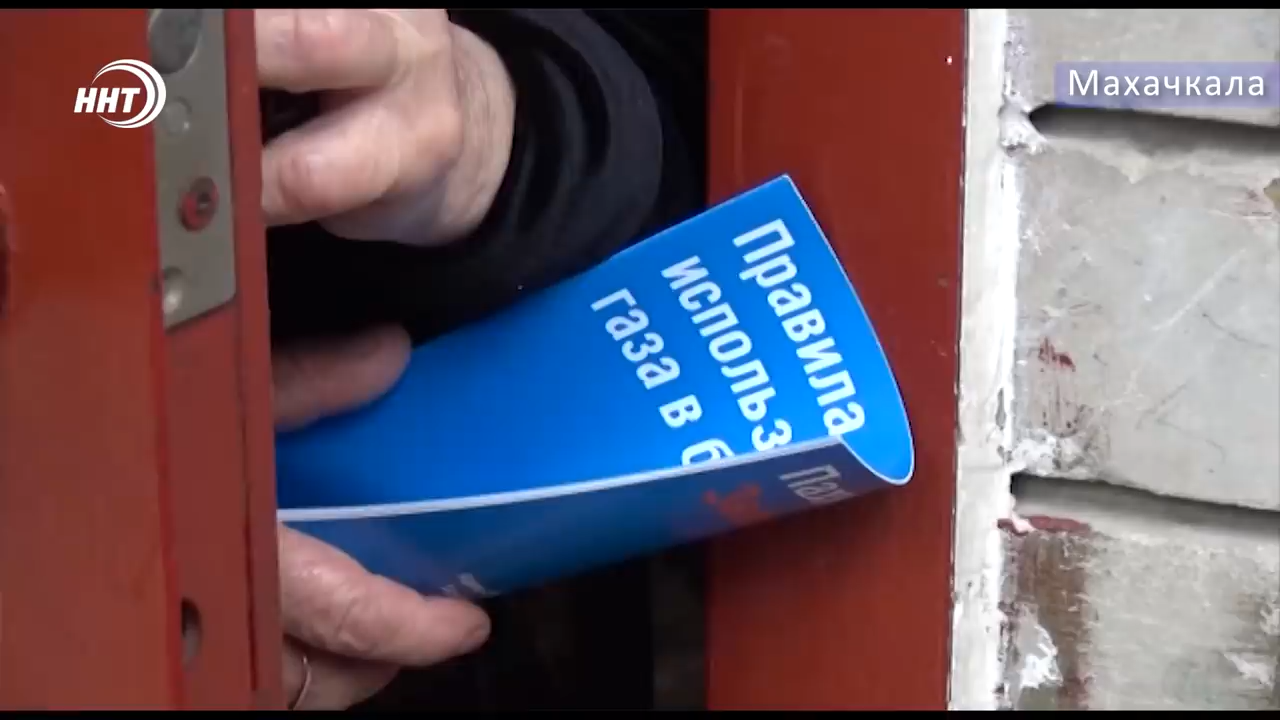 ННТ
Махачкала
Правила
использ
газа в б